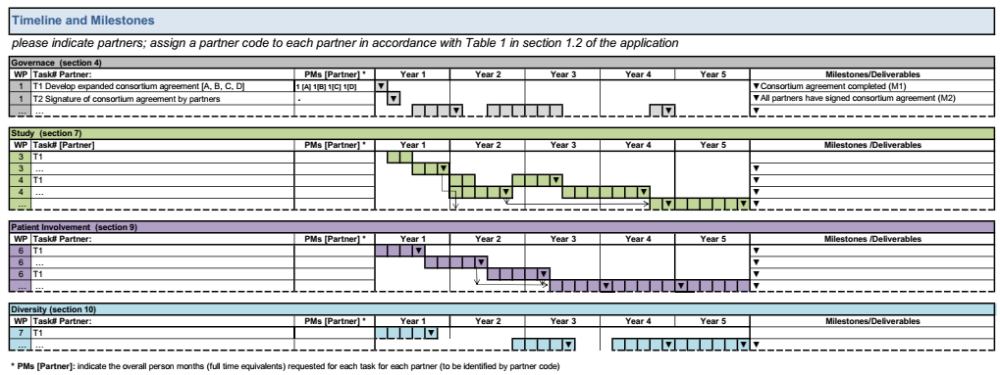 Timeline and Milestones
please indicate partners; assign a partner code to each partner in accordance with Table 1 in section 1.2 of the application
Governace (section 4)
WP Task# Partner: PMs [Partner] * Year 1 Year 2 Year 3 Year 4 Year 5 Milestones/Deliverables
1 T1 Develop expanded consortium agreement [A, B, C, D] 1 [A] 1[B] 1[C] 1[D] ▼ ▼Consortium agreement completed (M1)
1 T2 Signature of consortium agreement by partners - ▼ ▼All partners have signed consortium agreement (M2)
... ... ▼ ▼ ▼
Study (section 7)
WP Task# [Partner] PMs [Partner] * Year 1 Year 2 Year 3 Year 4 Year 5 Milestones /Deliverables
3 T1
3 ... ▼ ▼
4 T1 ▼ ▼
4 ... ▼ ▼ ▼
... ▼ ▼ ▼
Patient Involvement (section 9)
WP Task# Partner: PMs [Partner] * Year 1 Year 2 Year 3 Year 4 Year 5 Milestones /Deliverables
6 T1 ▼ ▼
6 ... ▼ ▼
6 T1 ▼ ▼
... ... ▼ ▼ ▼ ▼
Diversity (section 10)
WP Task# Partner: PMs [Partner] * Year 1 Year 2 Year 3 Year 4 Year 5 Milestones/Deliverables
7 T1 ▼
... ... ▼ ▼ ▼ ▼
* PMs [Partner]: indicate the overall person months (full time equivalents) requested for each task for each partner (to be identified by partner code)